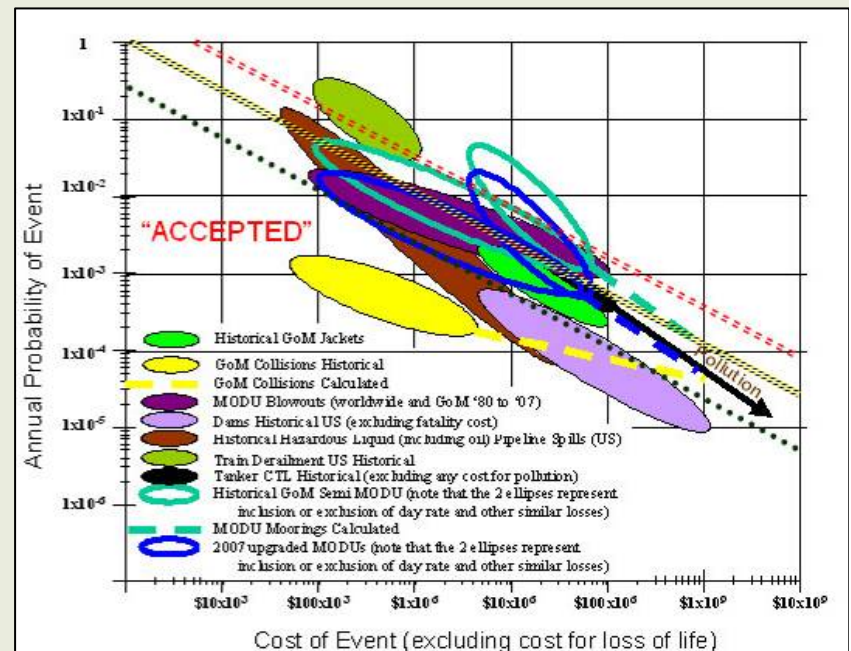 Annual Probability of Event
1
1x10-1
1x10-2
1x10-3
1x10-4
1x10-5
1x10-6
"ACCEPTED"
Pollution
Historical GoM Jackets
GoM Collisions Historical
GoM Collisions Calculated
MODU Blowouts (worldwide and GoM '80 to '07)
Dams Historical US (excluding fatality cost)
Historical Hazardous Liquid (including oil) Pipeline Spills (US)
Train Derailment US Historical
Tanker CTL Historical (excluding any cost for pollution)
Historical GoM Semi MODU (note that the 2 ellipses represent
inclusion or exclusion of day rate and other similar losses)
MODU Moorings Calculated
2007 upgraded MODUs (note that the 2 ellipses represent
inclusion or exclusion of day rate and other similar losses)
$10x10³ $100x10³ $1x10⁶ $10x10⁶ $100x10⁶ $1x10⁹ $10x10⁹
Cost of Event (excluding cost for loss of life)